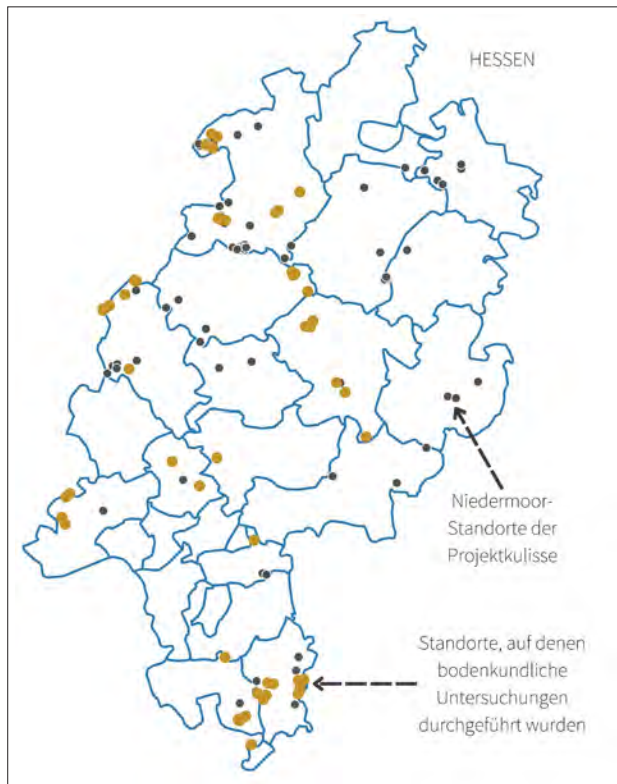 HESSEN
Niedermoor-
Standorte der
Projektkulisse
Standorte, auf denen
bodenkundliche
Untersuchungen
durchgeführt wurden